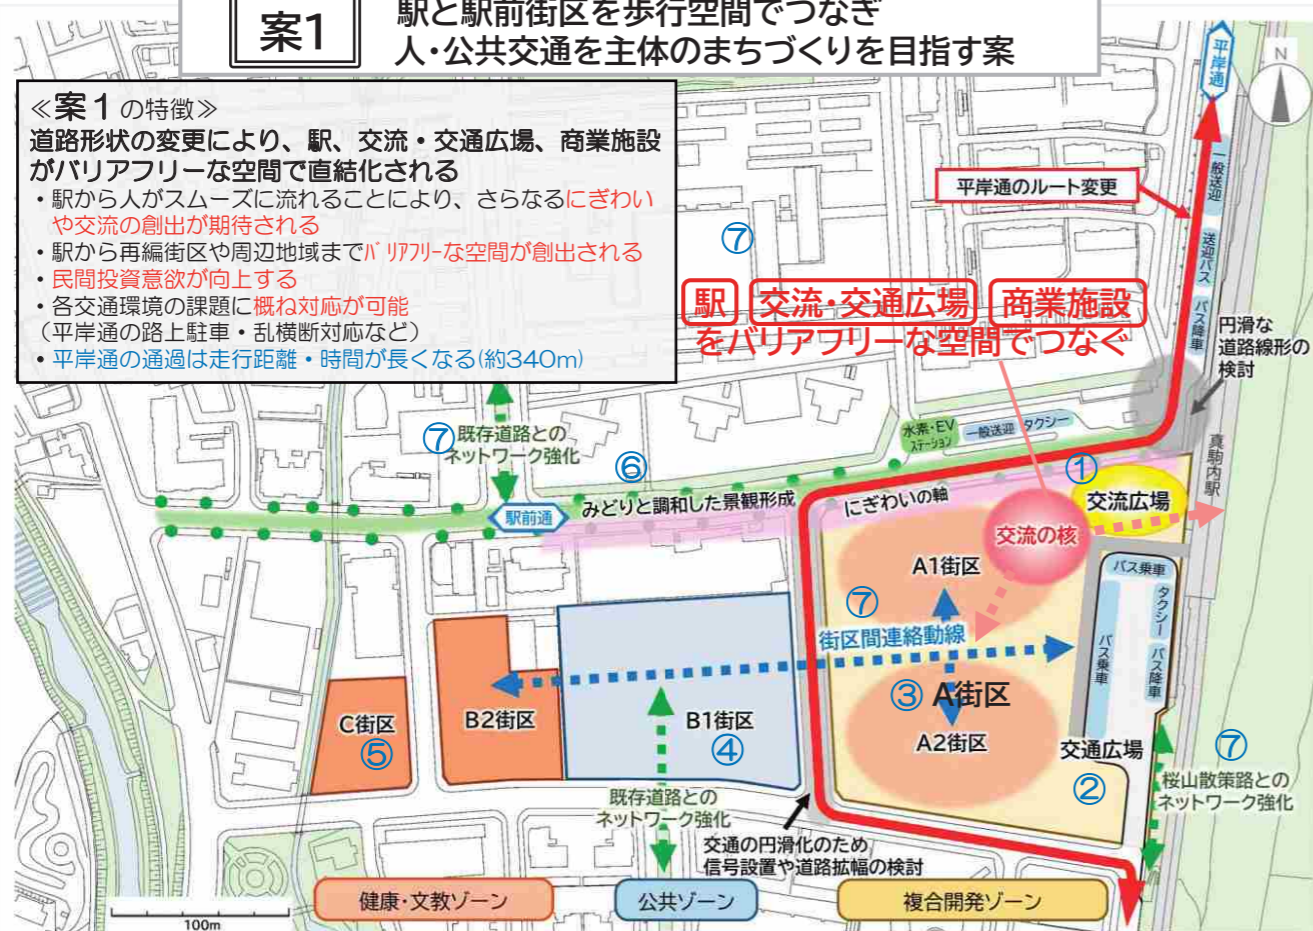 案1
駅と駅前街区を歩行空間でつなぎ
人・公共交通を主体のまちづくりを目指す案
≪案1の特徴≫
道路形状の変更により、駅、交流・交通広場、商業施設
がバリアフリーな空間で直結化される
・駅から人がスムーズに流れることにより、さらなるにぎわい
や交流の創出が期待される
・駅から再編街区や周辺地域までバリアフリーな空間が創出される
・民間投資意欲が向上する
・各交通環境の課題に概ね対応が可能
（平岸通の路上駐車・乱横断対応など）
・平岸通の通過は走行距離・時間が長くなる(約340m)
平岸通
N
一般送迎
送迎バス
バス降車
平岸通のルート変更
⑦
駅 交流・交通広場 商業施設
をバリアフリーな空間でつなぐ
円滑な
道路線形の
検討
真駒内駅
⑦
既存道路との
ネットワーク強化
⑥
水素・EV
ステーション
一般送迎
タクシー
①
駅前通
みどりと調和した景観形成
にぎわいの軸
交流広場
交流の核
A1街区
バス乗車
タクシー
バス降車
バス乗車
⑦
街区間連絡動線
③ A街区
A2街区
交通広場
②
C街区
⑤
B2街区
B1街区
④
⑦
桜山散策路との
ネットワーク強化
既存道路との
ネットワーク強化
交通の円滑化のため
信号設置や道路拡幅の検討
健康・文教ゾーン
公共ゾーン
複合開発ゾーン
100m